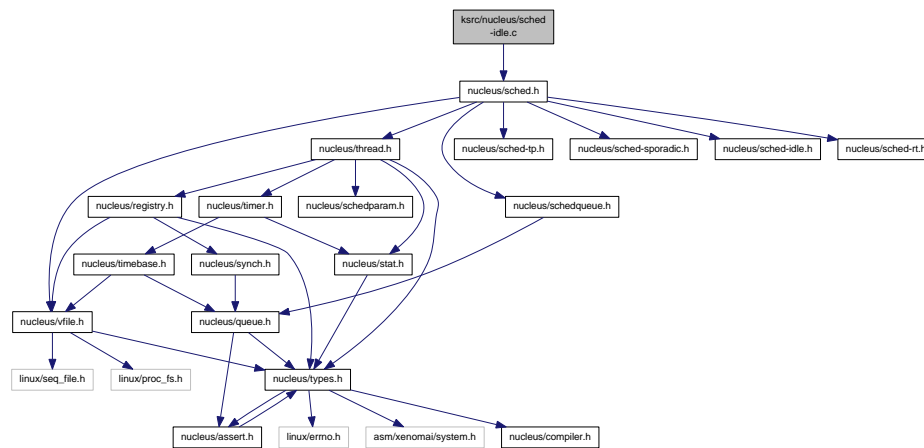 ksrc/nucleus/sched
-idle.c
nucleus/sched.h
nucleus/thread.h
nucleus/sched-tp.h
nucleus/sched-sporadic.h
nucleus/sched-idle.h
nucleus/sched-rt.h
nucleus/registry.h
nucleus/timer.h
nucleus/schedparam.h
nucleus/schedqueue.h
nucleus/timebase.h
nucleus/synch.h
nucleus/stat.h
nucleus/vfile.h
nucleus/queue.h
linux/seq_file.h
linux/proc_fs.h
nucleus/types.h
nucleus/assert.h
linux/errno.h
asm/xenomai/system.h
nucleus/compiler.h